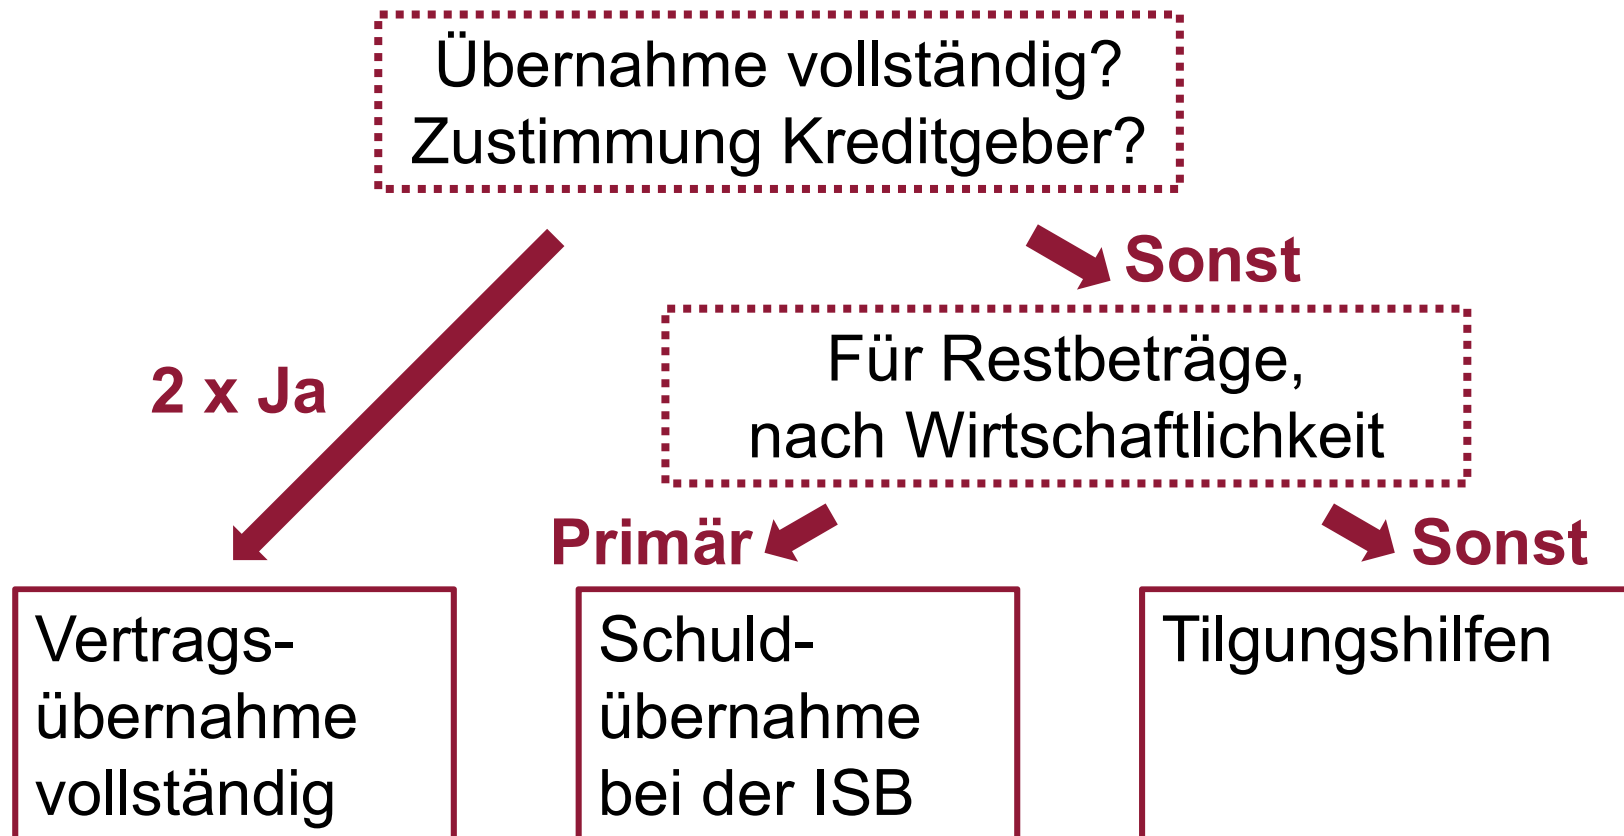 Übernahme vollständig?
Zustimmung Kreditgeber?
Sonst
2 x Ja
Für Restbeträge,
nach Wirtschaftlichkeit
Primär
Sonst
Vertrags-
übernahme
vollständig
Schuld-
übernahme
bei der ISB
Tilgungshilfen